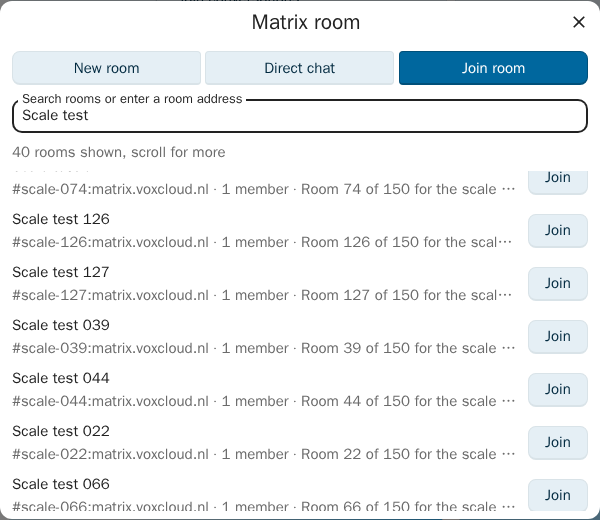 Matrix room
New room
Direct chat
Join room
Search rooms or enter a room address
Scale test
40 rooms shown, scroll for more
#scale-074:matrix.voxcloud.nl · 1 member · Room 74 of 150 for the scale ···
Join
Scale test 126
#scale-126:matrix.voxcloud.nl · 1 member · Room 126 of 150 for the scal···
Join
Scale test 127
#scale-127:matrix.voxcloud.nl · 1 member · Room 127 of 150 for the scal···
Join
Scale test 039
#scale-039:matrix.voxcloud.nl · 1 member · Room 39 of 150 for the scale ···
Join
Scale test 044
#scale-044:matrix.voxcloud.nl · 1 member · Room 44 of 150 for the scale ···
Join
Scale test 022
#scale-022:matrix.voxcloud.nl · 1 member · Room 22 of 150 for the scale ···
Join
Scale test 066
#scale-066:matrix.voxcloud.nl · 1 member · Room 66 of 150 for the scale ···
Join